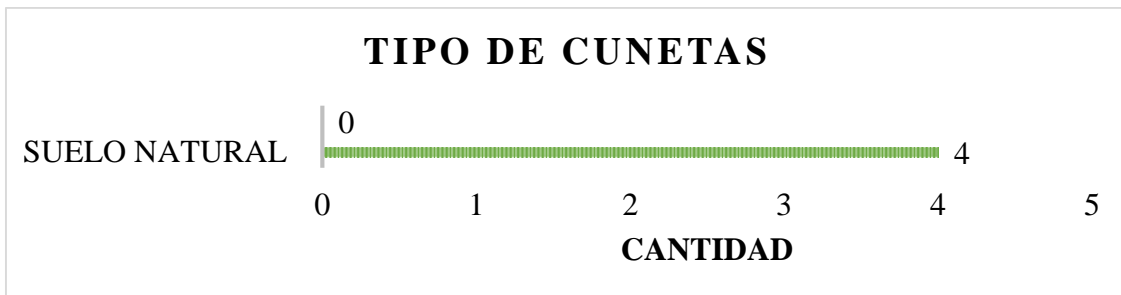 TIPO DE CUNETAS
0
SUELO NATURAL
4
0 1 2 3 4 5
CANTIDAD